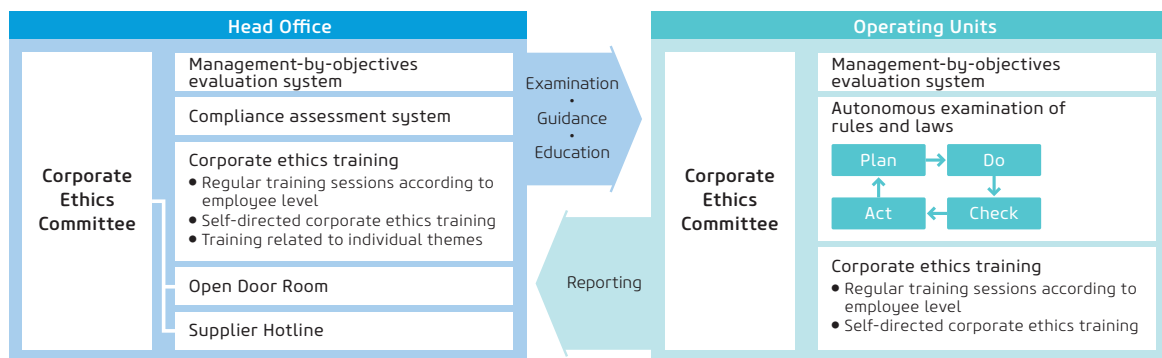 Head Office
Corporate
Ethics
Committee
Management-by-objectives
evaluation system
Compliance assessment system
Corporate ethics training
● Regular training sessions according to
employee level
● Self-directed corporate ethics training
● Training related to individual themes
Open Door Room
Supplier Hotline
Examination
•
Guidance
•
Education
Reporting
Operating Units
Corporate
Ethics
Committee
Management-by-objectives
evaluation system
Autonomous examination of
rules and laws
Plan
Do
Act
Check
Corporate ethics training
● Regular training sessions according to
employee level
● Self-directed corporate ethics training